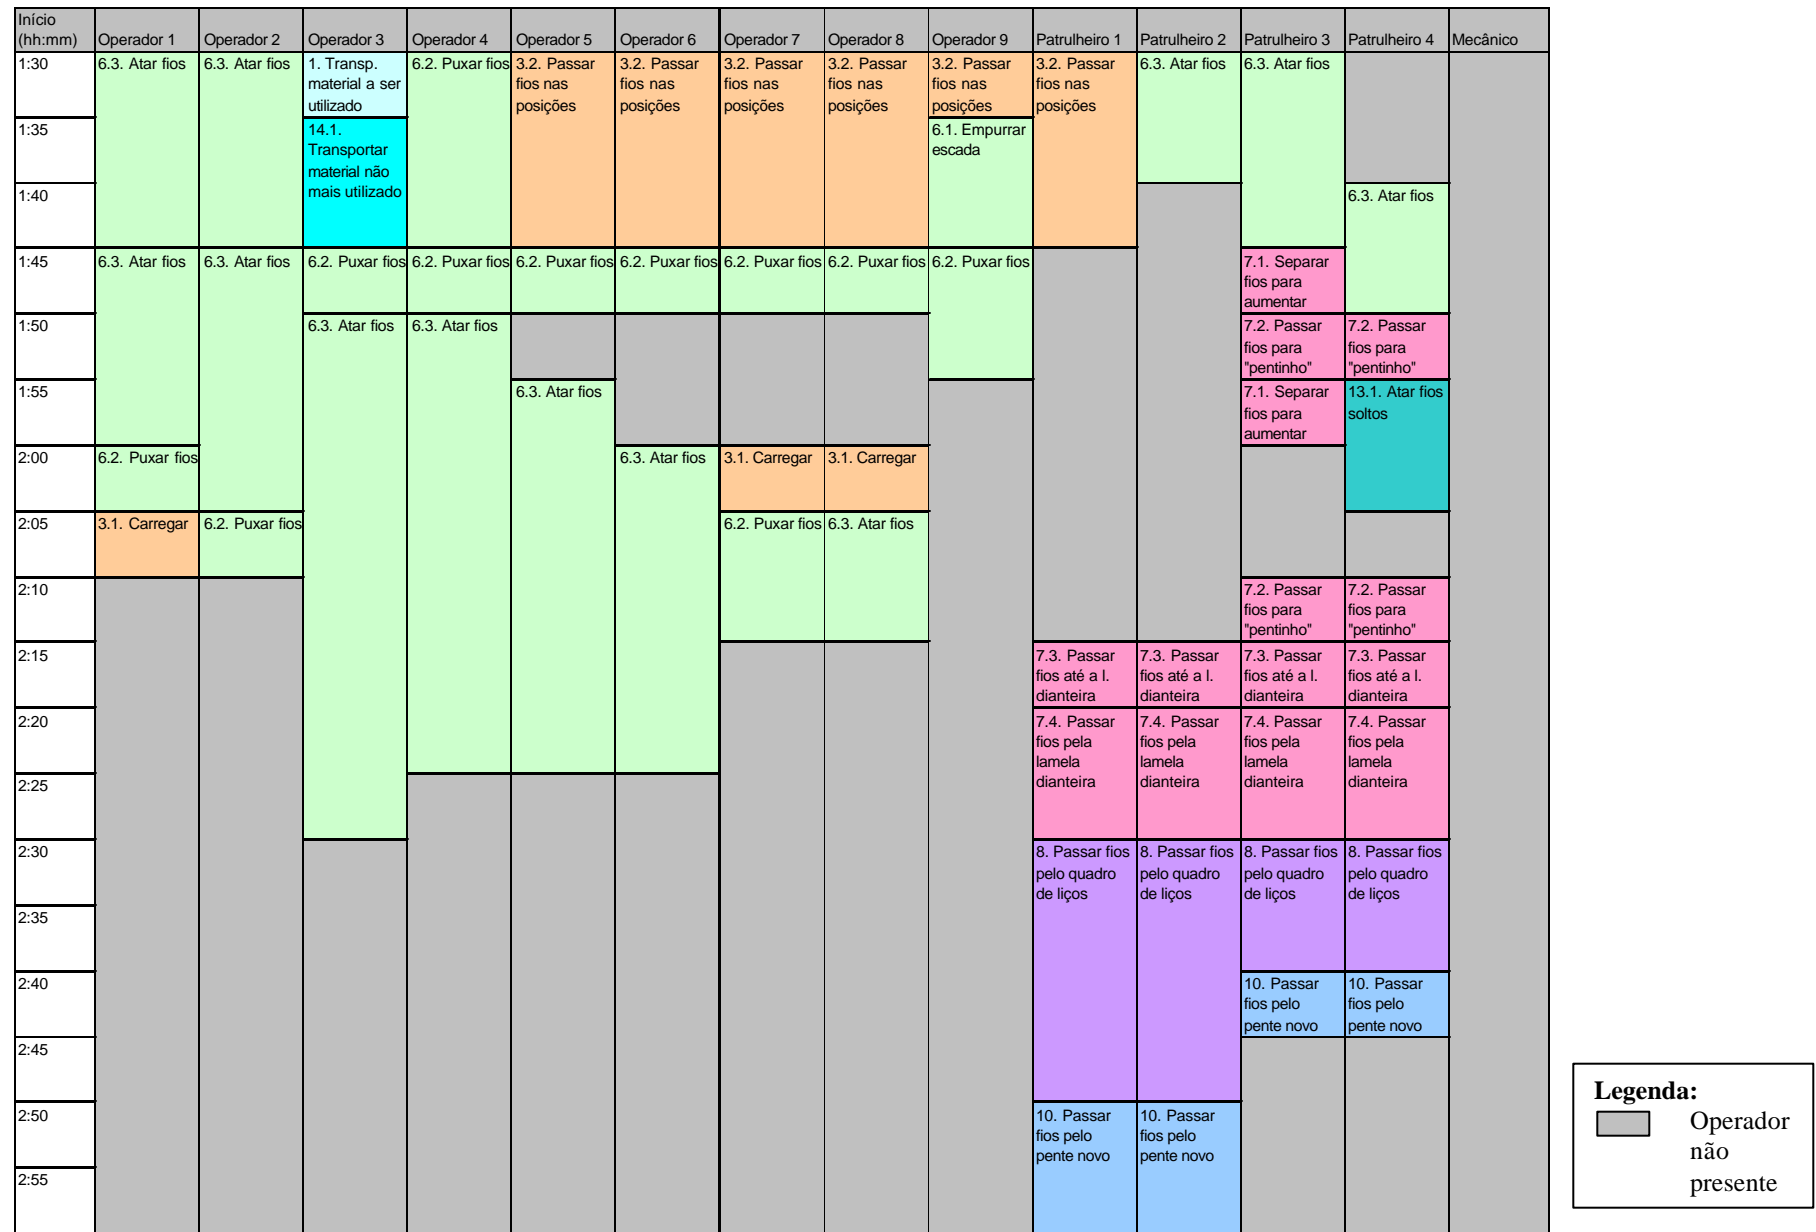 Início
(hh:mm) Operador 1 Operador 2 Operador 3 Operador 4 Operador 5 Operador 6 Operador 7 Operador 8 Operador 9 Patrulheiro 1 Patrulheiro 2 Patrulheiro 3 Patrulheiro 4 Mecânico
1:30 6.3. Atar fios 6.3. Atar fios 1. Transp. 6.2. Puxar fios 3.2. Passar 3.2. Passar 3.2. Passar 3.2. Passar 3.2. Passar 3.2. Passar 6.3. Atar fios 6.3. Atar fios
material a ser fios nas fios nas fios nas fios nas fios nas fios nas
utilizado posições posições posições posições posições posições
1:35 14.1. 6.1. Empurrar
Transportar escada
material não
mais utilizado
1:40 6.3. Atar fios
1:45 6.3. Atar fios 6.3. Atar fios 6.2. Puxar fios 6.2. Puxar fios 6.2. Puxar fios 6.2. Puxar fios 6.2. Puxar fios 6.2. Puxar fios 6.2. Puxar fios 7.1. Separar
fios para
aumentar
1:50 6.3. Atar fios 6.3. Atar fios 7.2. Passar 7.2. Passar
fios para fios para
"pentinho" "pentinho"
1:55 6.3. Atar fios 7.1. Separar 13.1. Atar fios
fios para soltos
aumentar
2:00 6.2. Puxar fios 6.3. Atar fios 3.1. Carregar 3.1. Carregar
2:05 3.1. Carregar 6.2. Puxar fios 6.2. Puxar fios 6.3. Atar fios
2:10 7.2. Passar 7.2. Passar
fios para fios para
"pentinho" "pentinho"
2:15 7.3. Passar 7.3. Passar 7.3. Passar 7.3. Passar
fios até a l. fios até a l. fios até a l. fios até a l.
dianteira dianteira dianteira dianteira
2:20 7.4. Passar 7.4. Passar 7.4. Passar 7.4. Passar
fios pela fios pela fios pela fios pela
lamela lamela lamela lamela
2:25 dianteira dianteira dianteira dianteira
2:30 8. Passar fios 8. Passar fios 8. Passar fios 8. Passar fios
pelo quadro pelo quadro pelo quadro pelo quadro
de liços de liços de liços de liços
2:35
2:40 10. Passar 10. Passar
fios pelo fios pelo
pente novo pente novo
2:45
2:50 10. Passar 10. Passar
fios pelo fios pelo
pente novo pente novo
2:55
Legenda:
Operador
não
presente